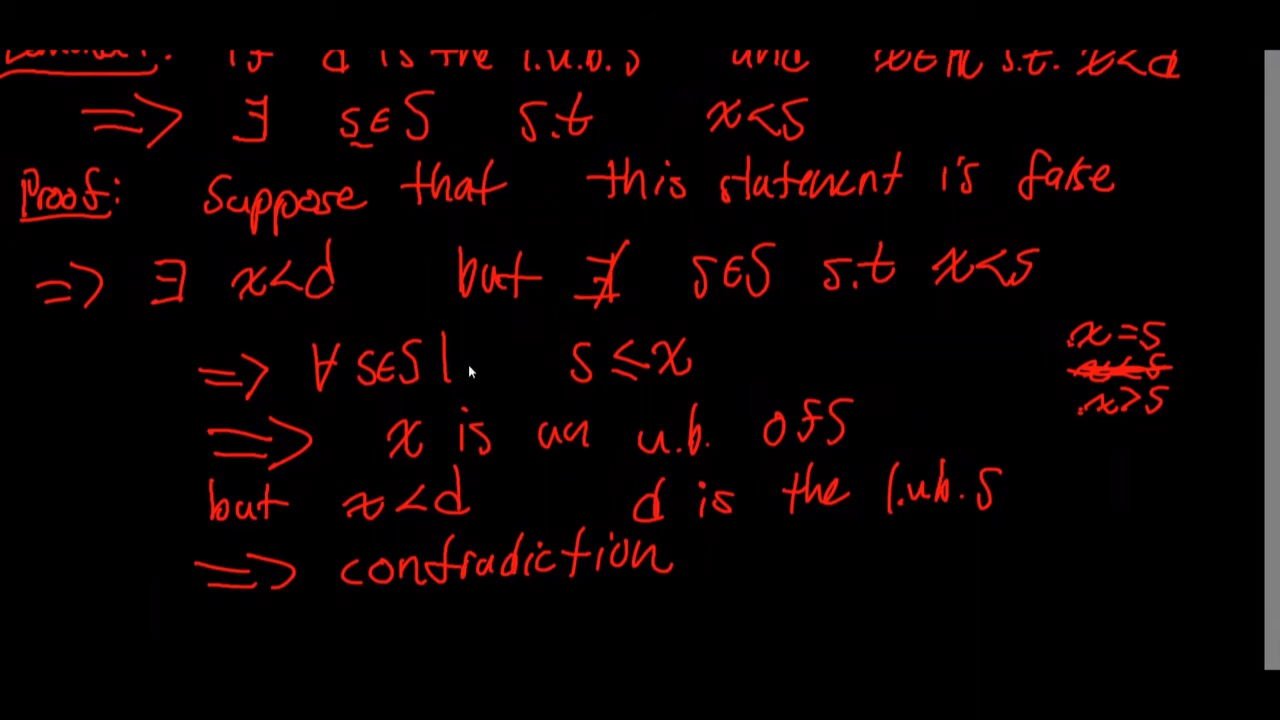 if d is the l.u.b. S and x∈ℝ s.t. x<d
⟹ ∃ s∈S s.t x<s
Proof: Suppose that this statement is false
⟹ ∃ x<d but ∄ s∈S s.t x<s
⟹ ∀ s∈S | s≤x
x=s
x<s
x>s
⟹ x is an u.b. of S
but x<d d is the l.u.b. S
⟹ contradiction